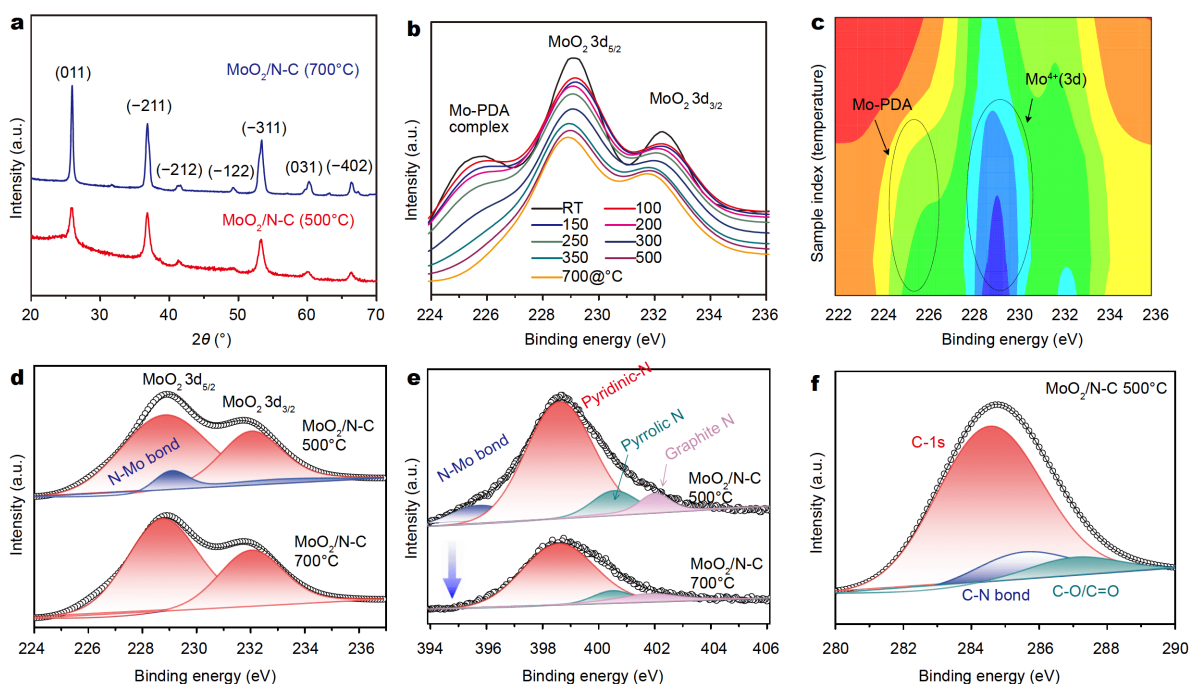 a
MoO₂/N-C (700°C)
(011)
(−211)
(−212)
(−122)
(−311)
(031)
(−402)
MoO₂/N-C (500°C)
Intensity (a.u.)
20 30 40 50 60 70
2θ (°)
b
MoO₂ 3d₅/₂
MoO₂ 3d₃/₂
Mo-PDA
complex
RT 100
150 200
250 300
350 500
700@°C
Intensity (a.u.)
224 226 228 230 232 234 236
Binding energy (eV)
c
Mo-PDA
Mo⁴⁺(3d)
Sample index (temperature)
222 224 226 228 230 232 234 236
Binding energy (eV)
d
MoO₂ 3d₅/₂
MoO₂ 3d₃/₂
MoO₂/N-C
500°C
N-Mo bond
MoO₂/N-C
700°C
Intensity (a.u.)
224 226 228 230 232 234 236
Binding energy (eV)
e
Pyridinic-N
N-Mo bond
Pyrrolic N
Graphite N
MoO₂/N-C
500°C
MoO₂/N-C
700°C
Intensity (a.u.)
394 396 398 400 402 404 406
Binding energy (eV)
f
MoO₂/N-C 500°C
C-1s
C-N bond
C-O/C=O
Intensity (a.u.)
280 282 284 286 288 290
Binding energy (eV)